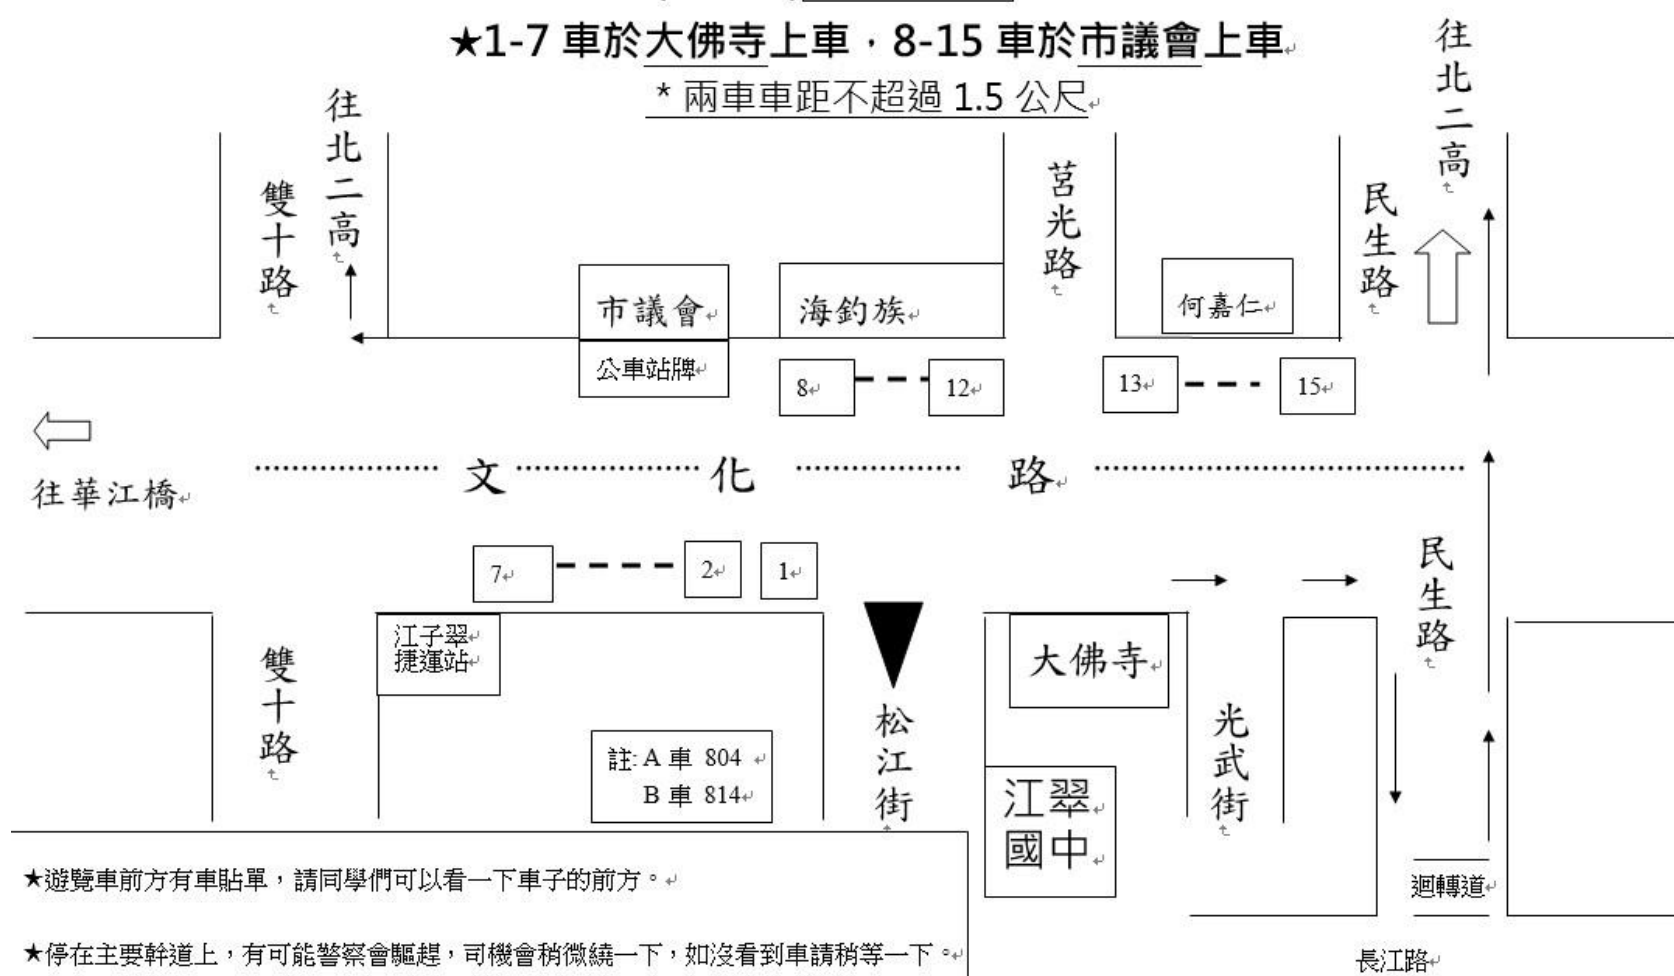 ★1-7 車於大佛寺上車，8-15 車於市議會上車
* 兩車車距不超過 1.5 公尺
往北二高
往北二高
雙十路
莒光路
民生路
市議會
海釣族
何嘉仁
公車站牌
8
12
13
15
往華江橋
文化路
7
2
1
民生路
江子翠
捷運站
大佛寺
雙十路
松江街
光武街
註: A 車 804
B 車 814
江翠
國中
★遊覽車前方有車貼單，請同學們可以看一下車子的前方。
迴轉道
★停在主要幹道上，有可能警察會驅趕，司機會稍微繞一下，如沒看到車請稍等一下。
長江路